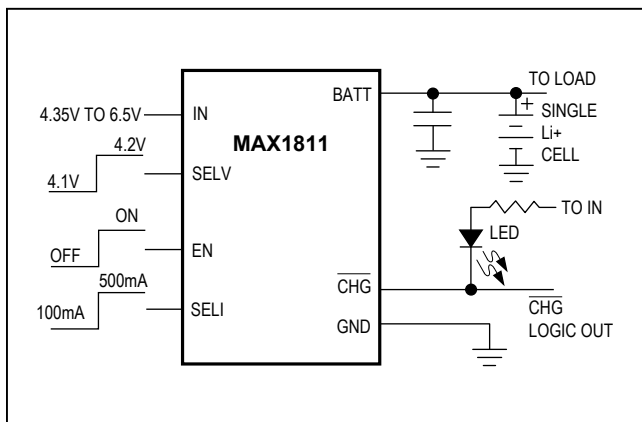 BATT
TO LOAD
+
SINGLE
Li+
CELL
4.35V TO 6.5V
IN
MAX1811
4.2V
4.1V
SELV
TO IN
LED
ON
OFF
EN
500mA
100mA
SELI
CHG
CHG
LOGIC OUT
GND